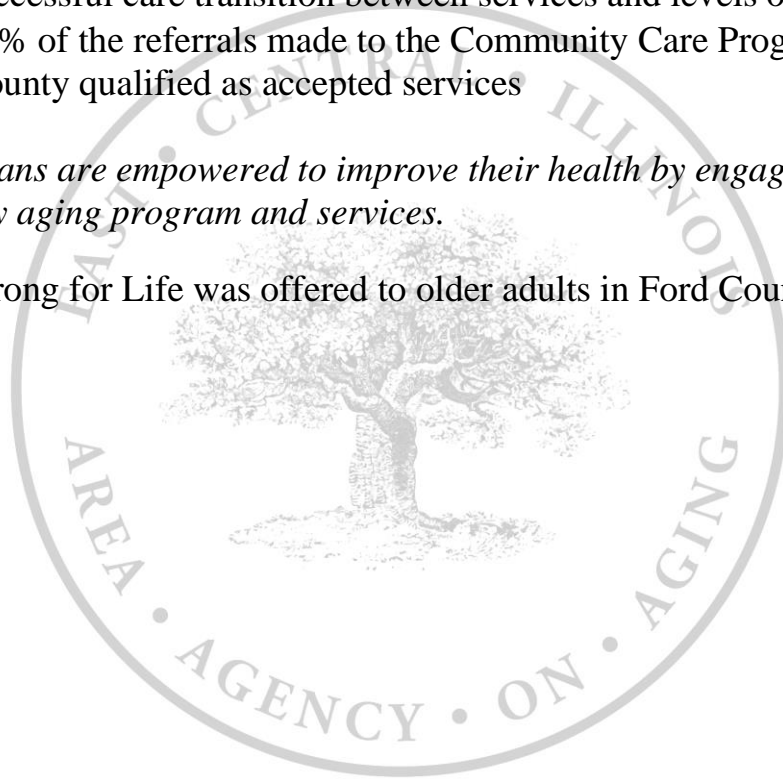 ccessful care transition between services and levels o
% of the referrals made to the Community Care Prog
ounty qualified as accepted services
ans are empowered to improve their health by engag
y aging program and services.
rong for Life was offered to older adults in Ford Cou
EAST • CENTRAL • ILLINOIS
AREA • AGENCY • ON • AGING